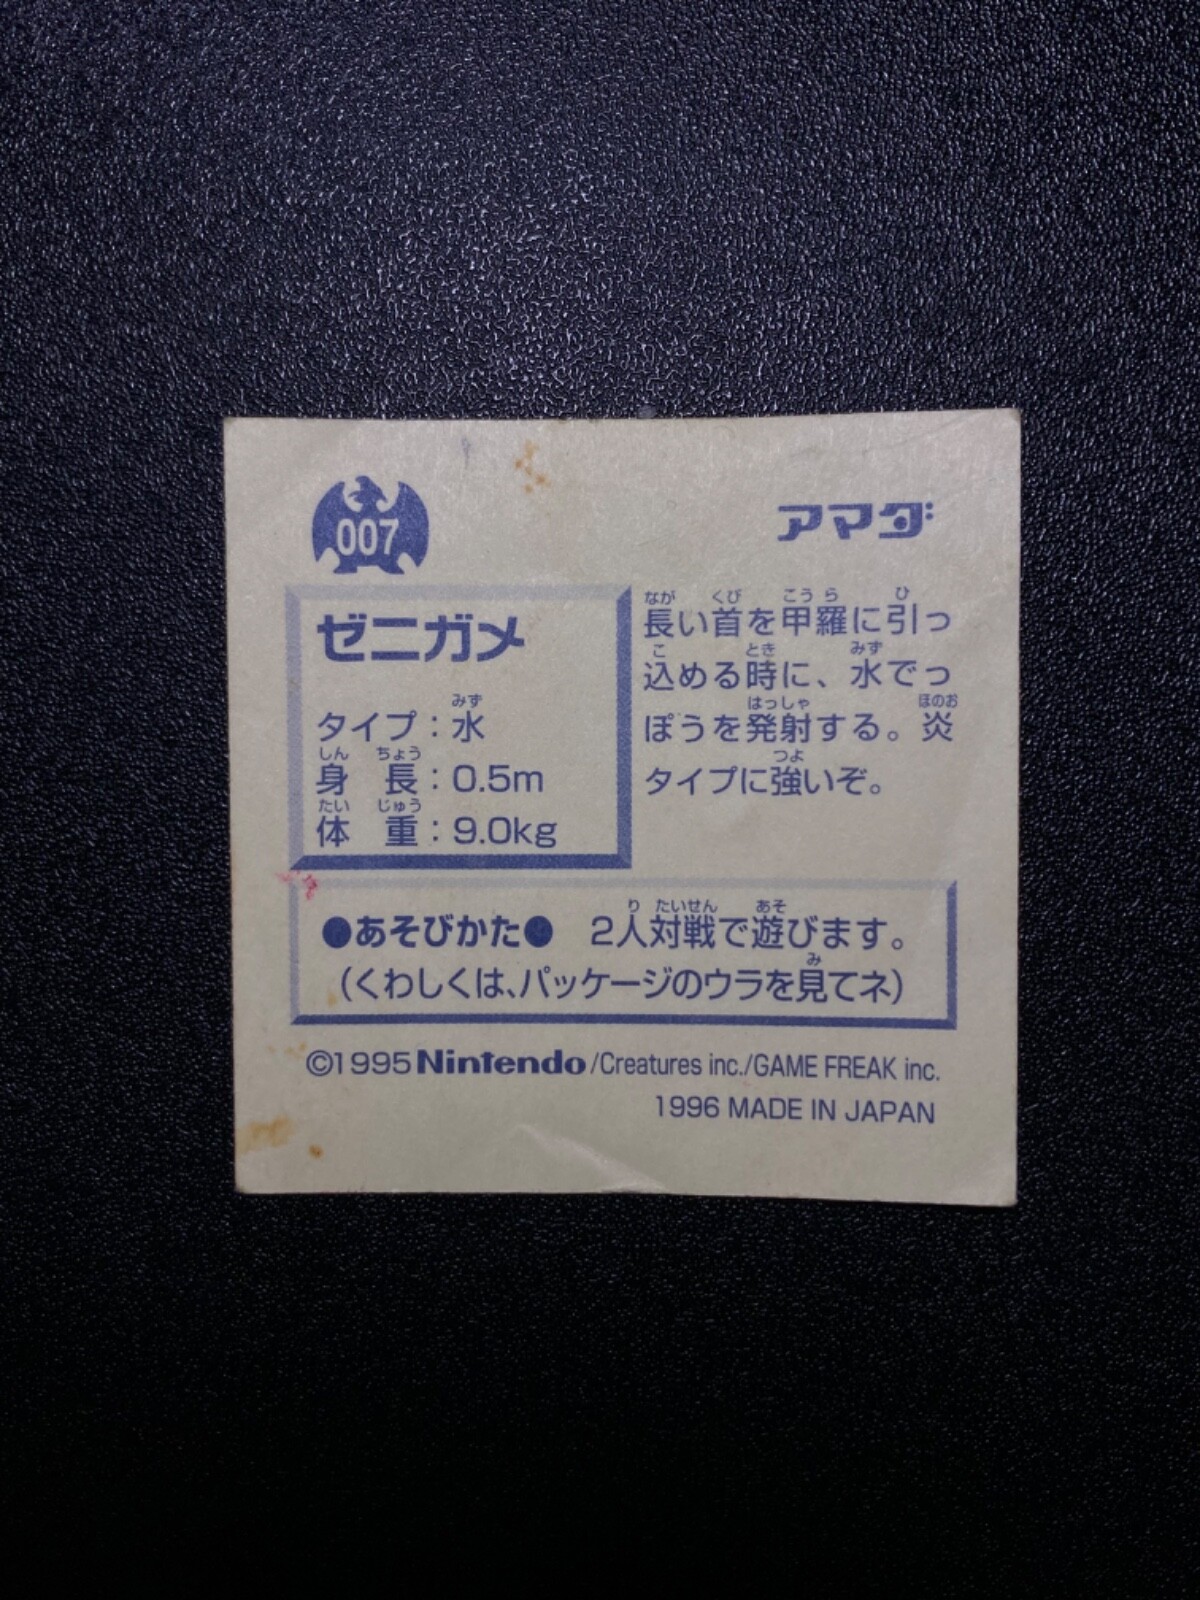 007
アマダ
ゼニガメ
タイプ：水
身長：0.5m
体重：9.0kg
長い首を甲羅に引っ
込める時に、水でっ
ぽうを発射する。炎
タイプに強いぞ。
●あそびかた● 2人対戦で遊びます。
(くわしくは、パッケージのウラを見てネ)
©1995 Nintendo/Creatures inc./GAME FREAK inc.
1996 MADE IN JAPAN